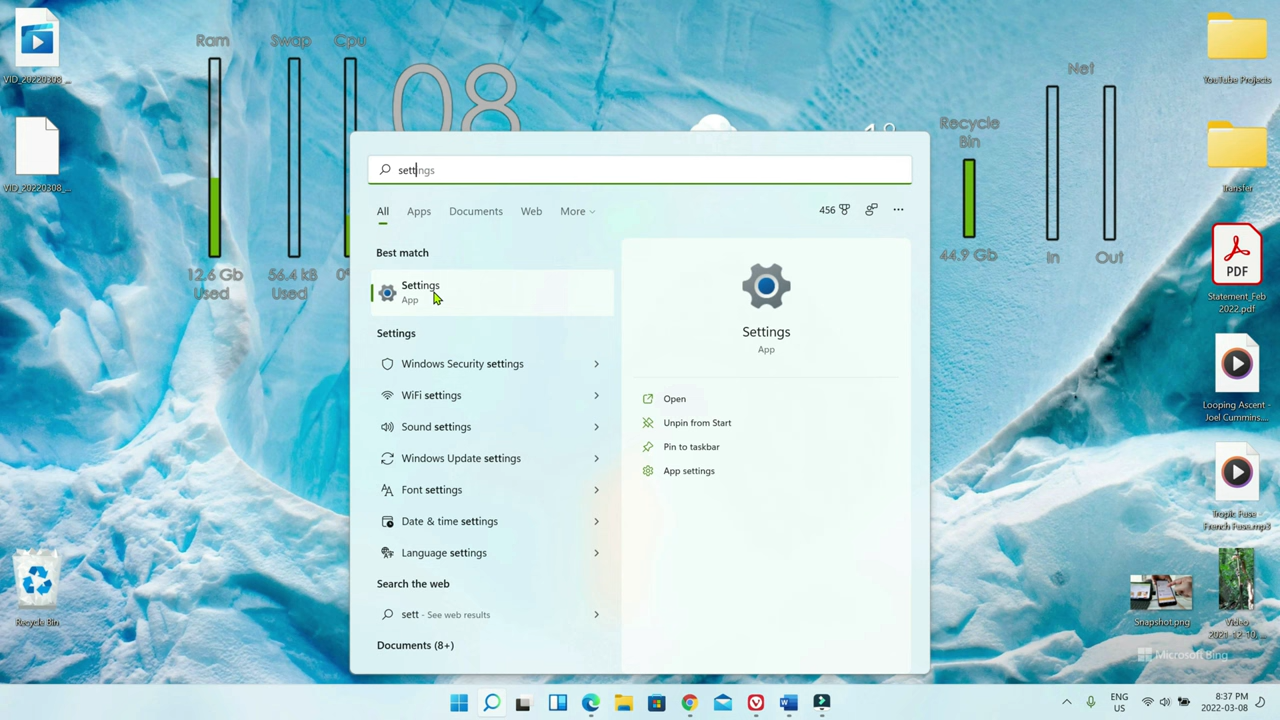 VID_20220308_...
VID_20220308_...
Recycle Bin
Ram
Swap
Cpu
08
12.6 Gb
Used
56.4 kB
Used
Recycle
Bin
44.9 Gb
Net
In
Out
settings
All
Apps
Documents
Web
More
456
Best match
Settings
App
Settings
Windows Security settings
WiFi settings
Sound settings
Windows Update settings
Font settings
Date & time settings
Language settings
Search the web
sett - See web results
Documents (8+)
Settings
App
Open
Unpin from Start
Pin to taskbar
App settings
YouTube Projects
Transfer
PDF
Statement_Feb
2022.pdf
Looping Ascent -
Joel Cummins...
Tropic Fuse -
French Fuse.mp3
Snapshot.png
Video -
2021-12-10...
Microsoft Bing
ENG
US
8:37 PM
2022-03-08